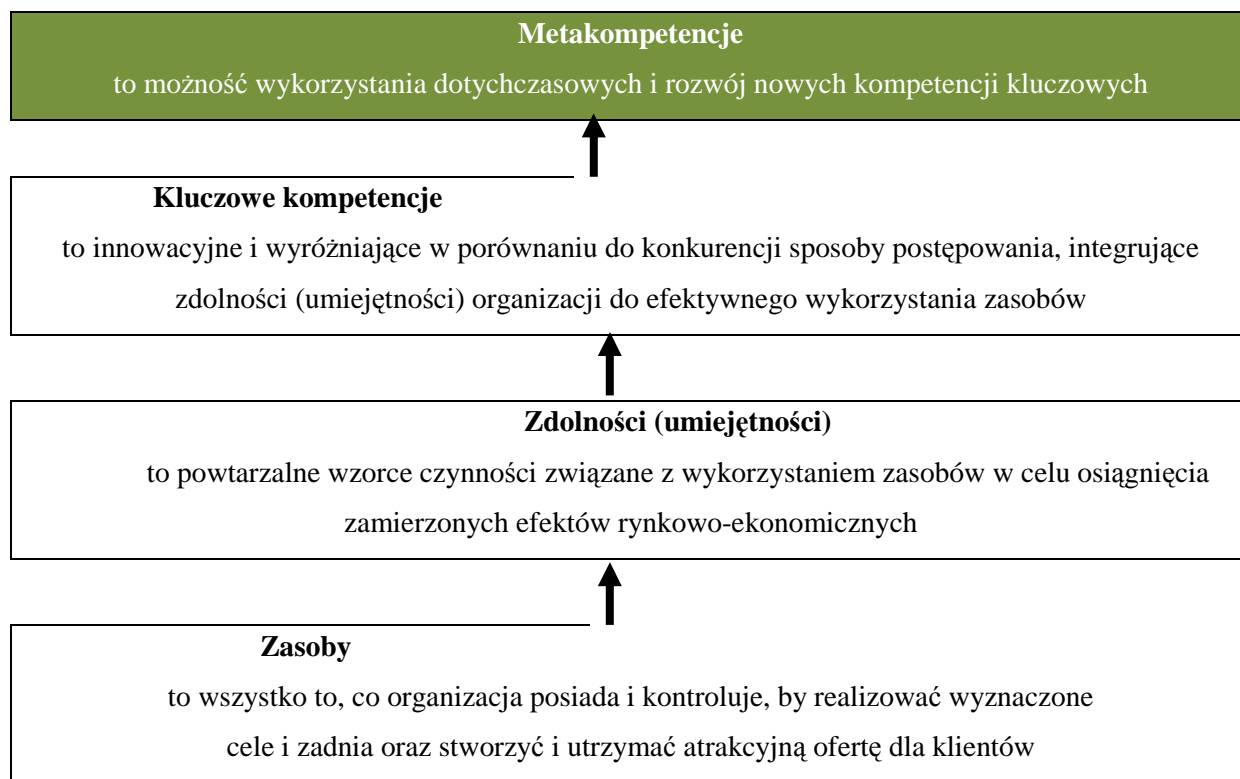 Metakompetencje
to możność wykorzystania dotychczasowych i rozwój nowych kompetencji kluczowych
Kluczowe kompetencje
to innowacyjne i wyróżniające w porównaniu do konkurencji sposoby postępowania, integrujące
zdolności (umiejętności) organizacji do efektywnego wykorzystania zasobów
Zdolności (umiejętności)
to powtarzalne wzorce czynności związane z wykorzystaniem zasobów w celu osiągnięcia
zamierzonych efektów rynkowo-ekonomicznych
Zasoby
to wszystko to, co organizacja posiada i kontroluje, by realizować wyznaczone
cele i zadnia oraz stworzyć i utrzymać atrakcyjną ofertę dla klientów